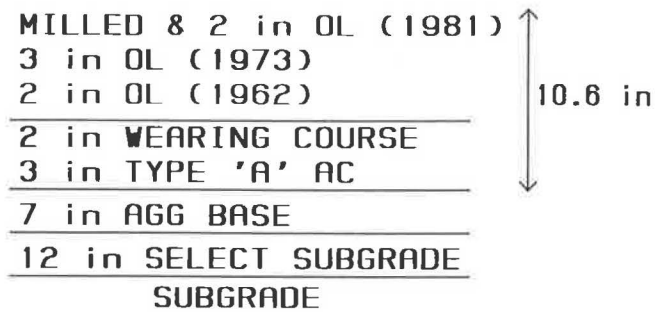 MILLED & 2 in OL (1981)
3 in OL (1973)
2 in OL (1962)
10.6 in
2 in WEARING COURSE
3 in TYPE 'A' AC
7 in AGG BASE
12 in SELECT SUBGRADE
SUBGRADE